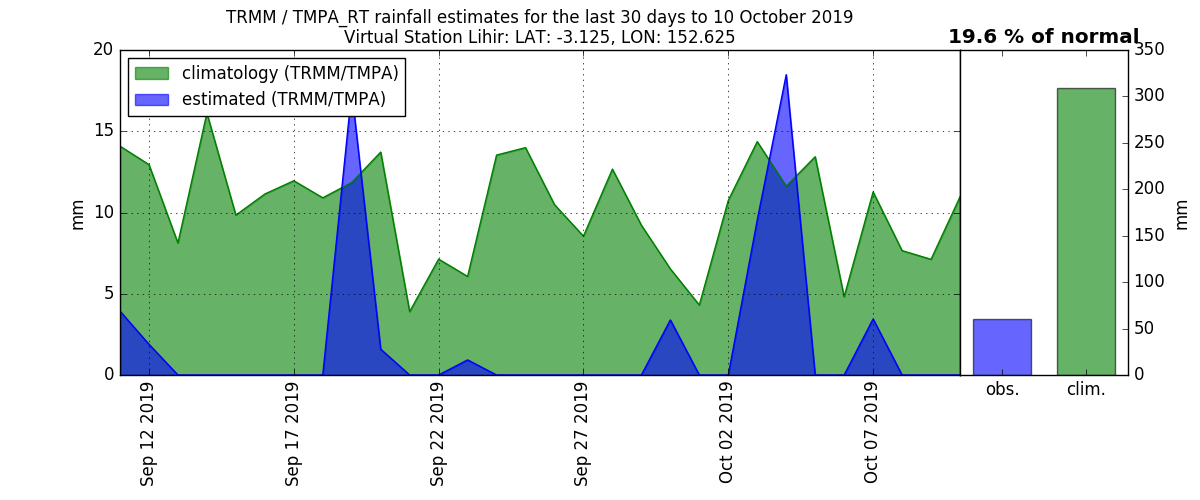 TRMM / TMPA_RT rainfall estimates for the last 30 days to 10 October 2019
Virtual Station Lihir: LAT: -3.125, LON: 152.625
19.6 % of normal
climatology (TRMM/TMPA)
estimated (TRMM/TMPA)
20
15
10
5
0
mm
Sep 12 2019
Sep 17 2019
Sep 22 2019
Sep 27 2019
Oct 02 2019
Oct 07 2019
350
300
250
200
150
100
50
0
mm
obs.
clim.